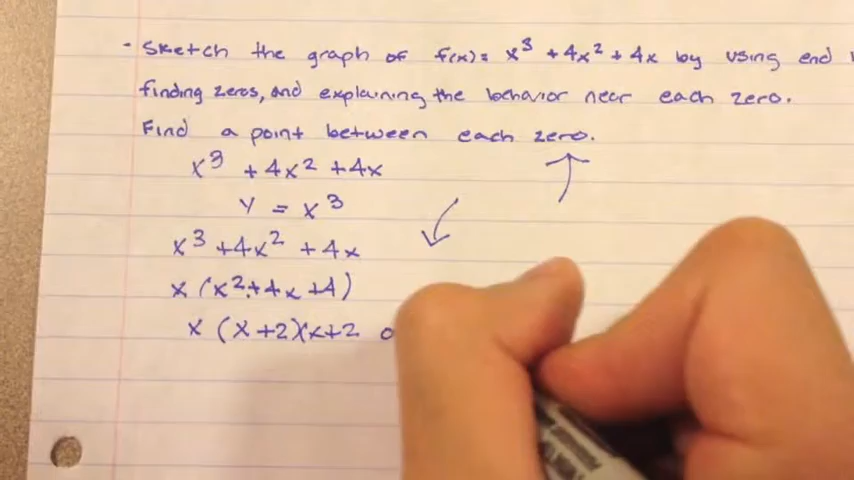 - Sketch the graph of f(x)= x³ + 4x² + 4x by using end
finding zeros, and explaining the behavior near each zero.
Find a point between each zero.
x³ + 4x² + 4x
y = x³
x³ + 4x² + 4x
x (x² + 4x + 4)
x (x+2)(x+2